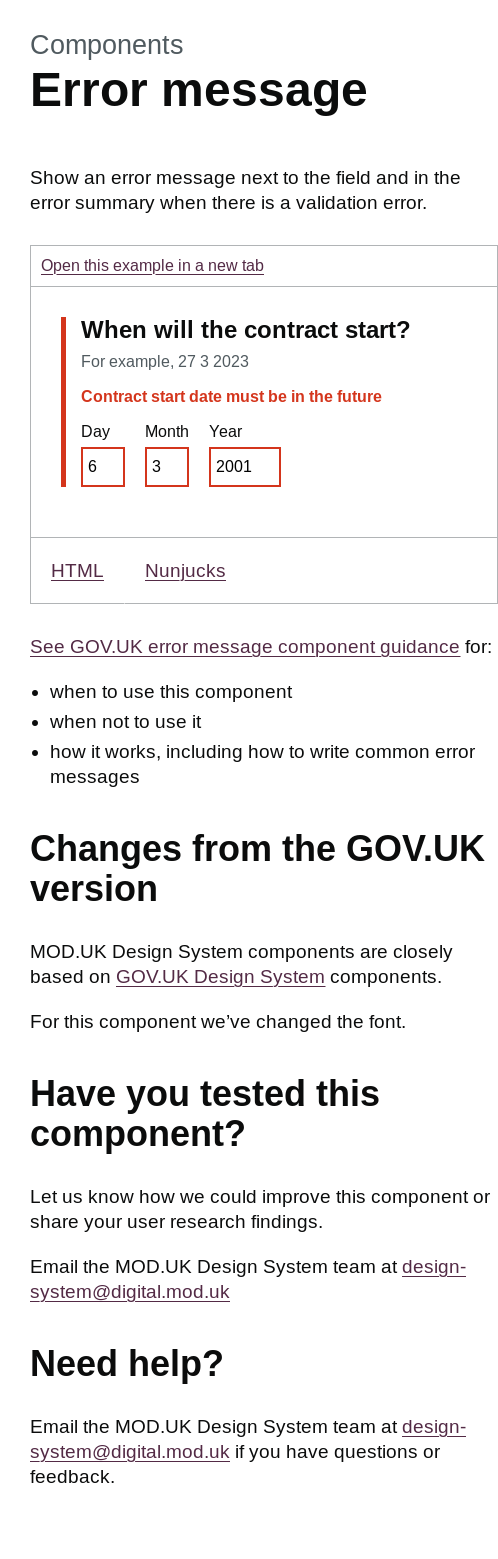 Components
Error message
Show an error message next to the field and in the
error summary when there is a validation error.
Open this example in a new tab
When will the contract start?
For example, 27 3 2023
Contract start date must be in the future
Day Month Year
6 3 2001
HTML Nunjucks
See GOV.UK error message component guidance for:
• when to use this component
• when not to use it
• how it works, including how to write common error
messages
Changes from the GOV.UK
version
MOD.UK Design System components are closely
based on GOV.UK Design System components.
For this component we’ve changed the font.
Have you tested this
component?
Let us know how we could improve this component or
share your user research findings.
Email the MOD.UK Design System team at design-
system@digital.mod.uk
Need help?
Email the MOD.UK Design System team at design-
system@digital.mod.uk if you have questions or
feedback.